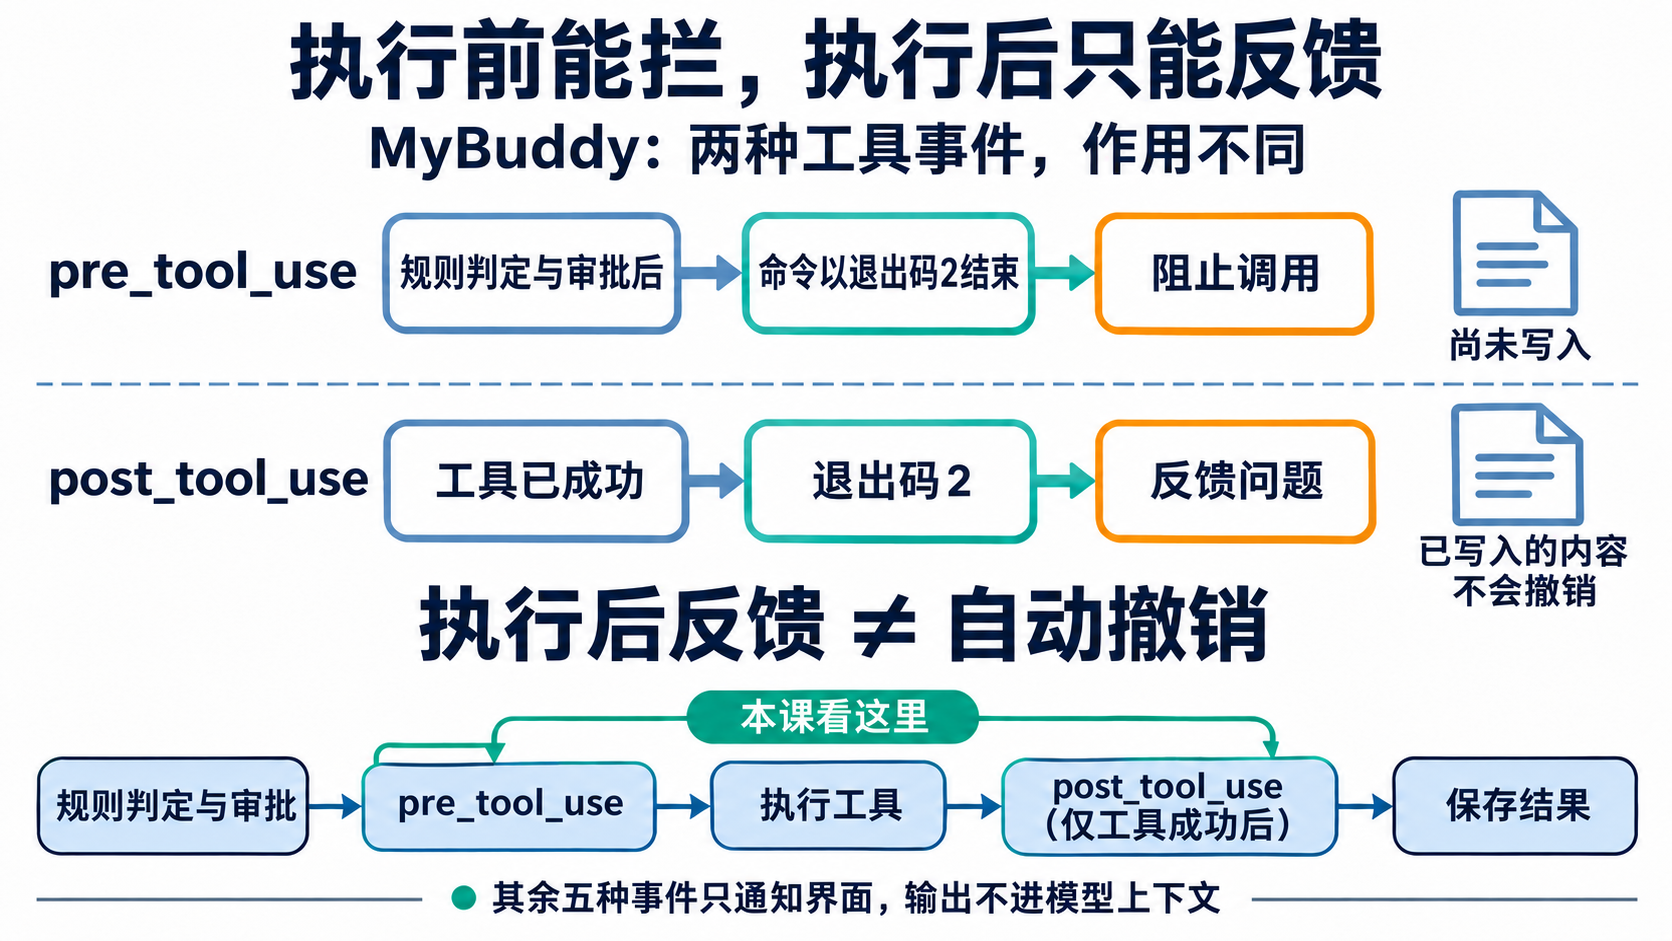 执行前能拦，执行后只能反馈
MyBuddy：两种工具事件，作用不同
pre_tool_use
规则判定与审批后
命令以退出码2结束
阻止调用
尚未写入
post_tool_use
工具已成功
退出码 2
反馈问题
已写入的内容
不会撤销
执行后反馈 ≠ 自动撤销
本课看这里
规则判定与审批
pre_tool_use
执行工具
post_tool_use
（仅工具成功后）
保存结果
其余五种事件只通知界面，输出不进模型上下文